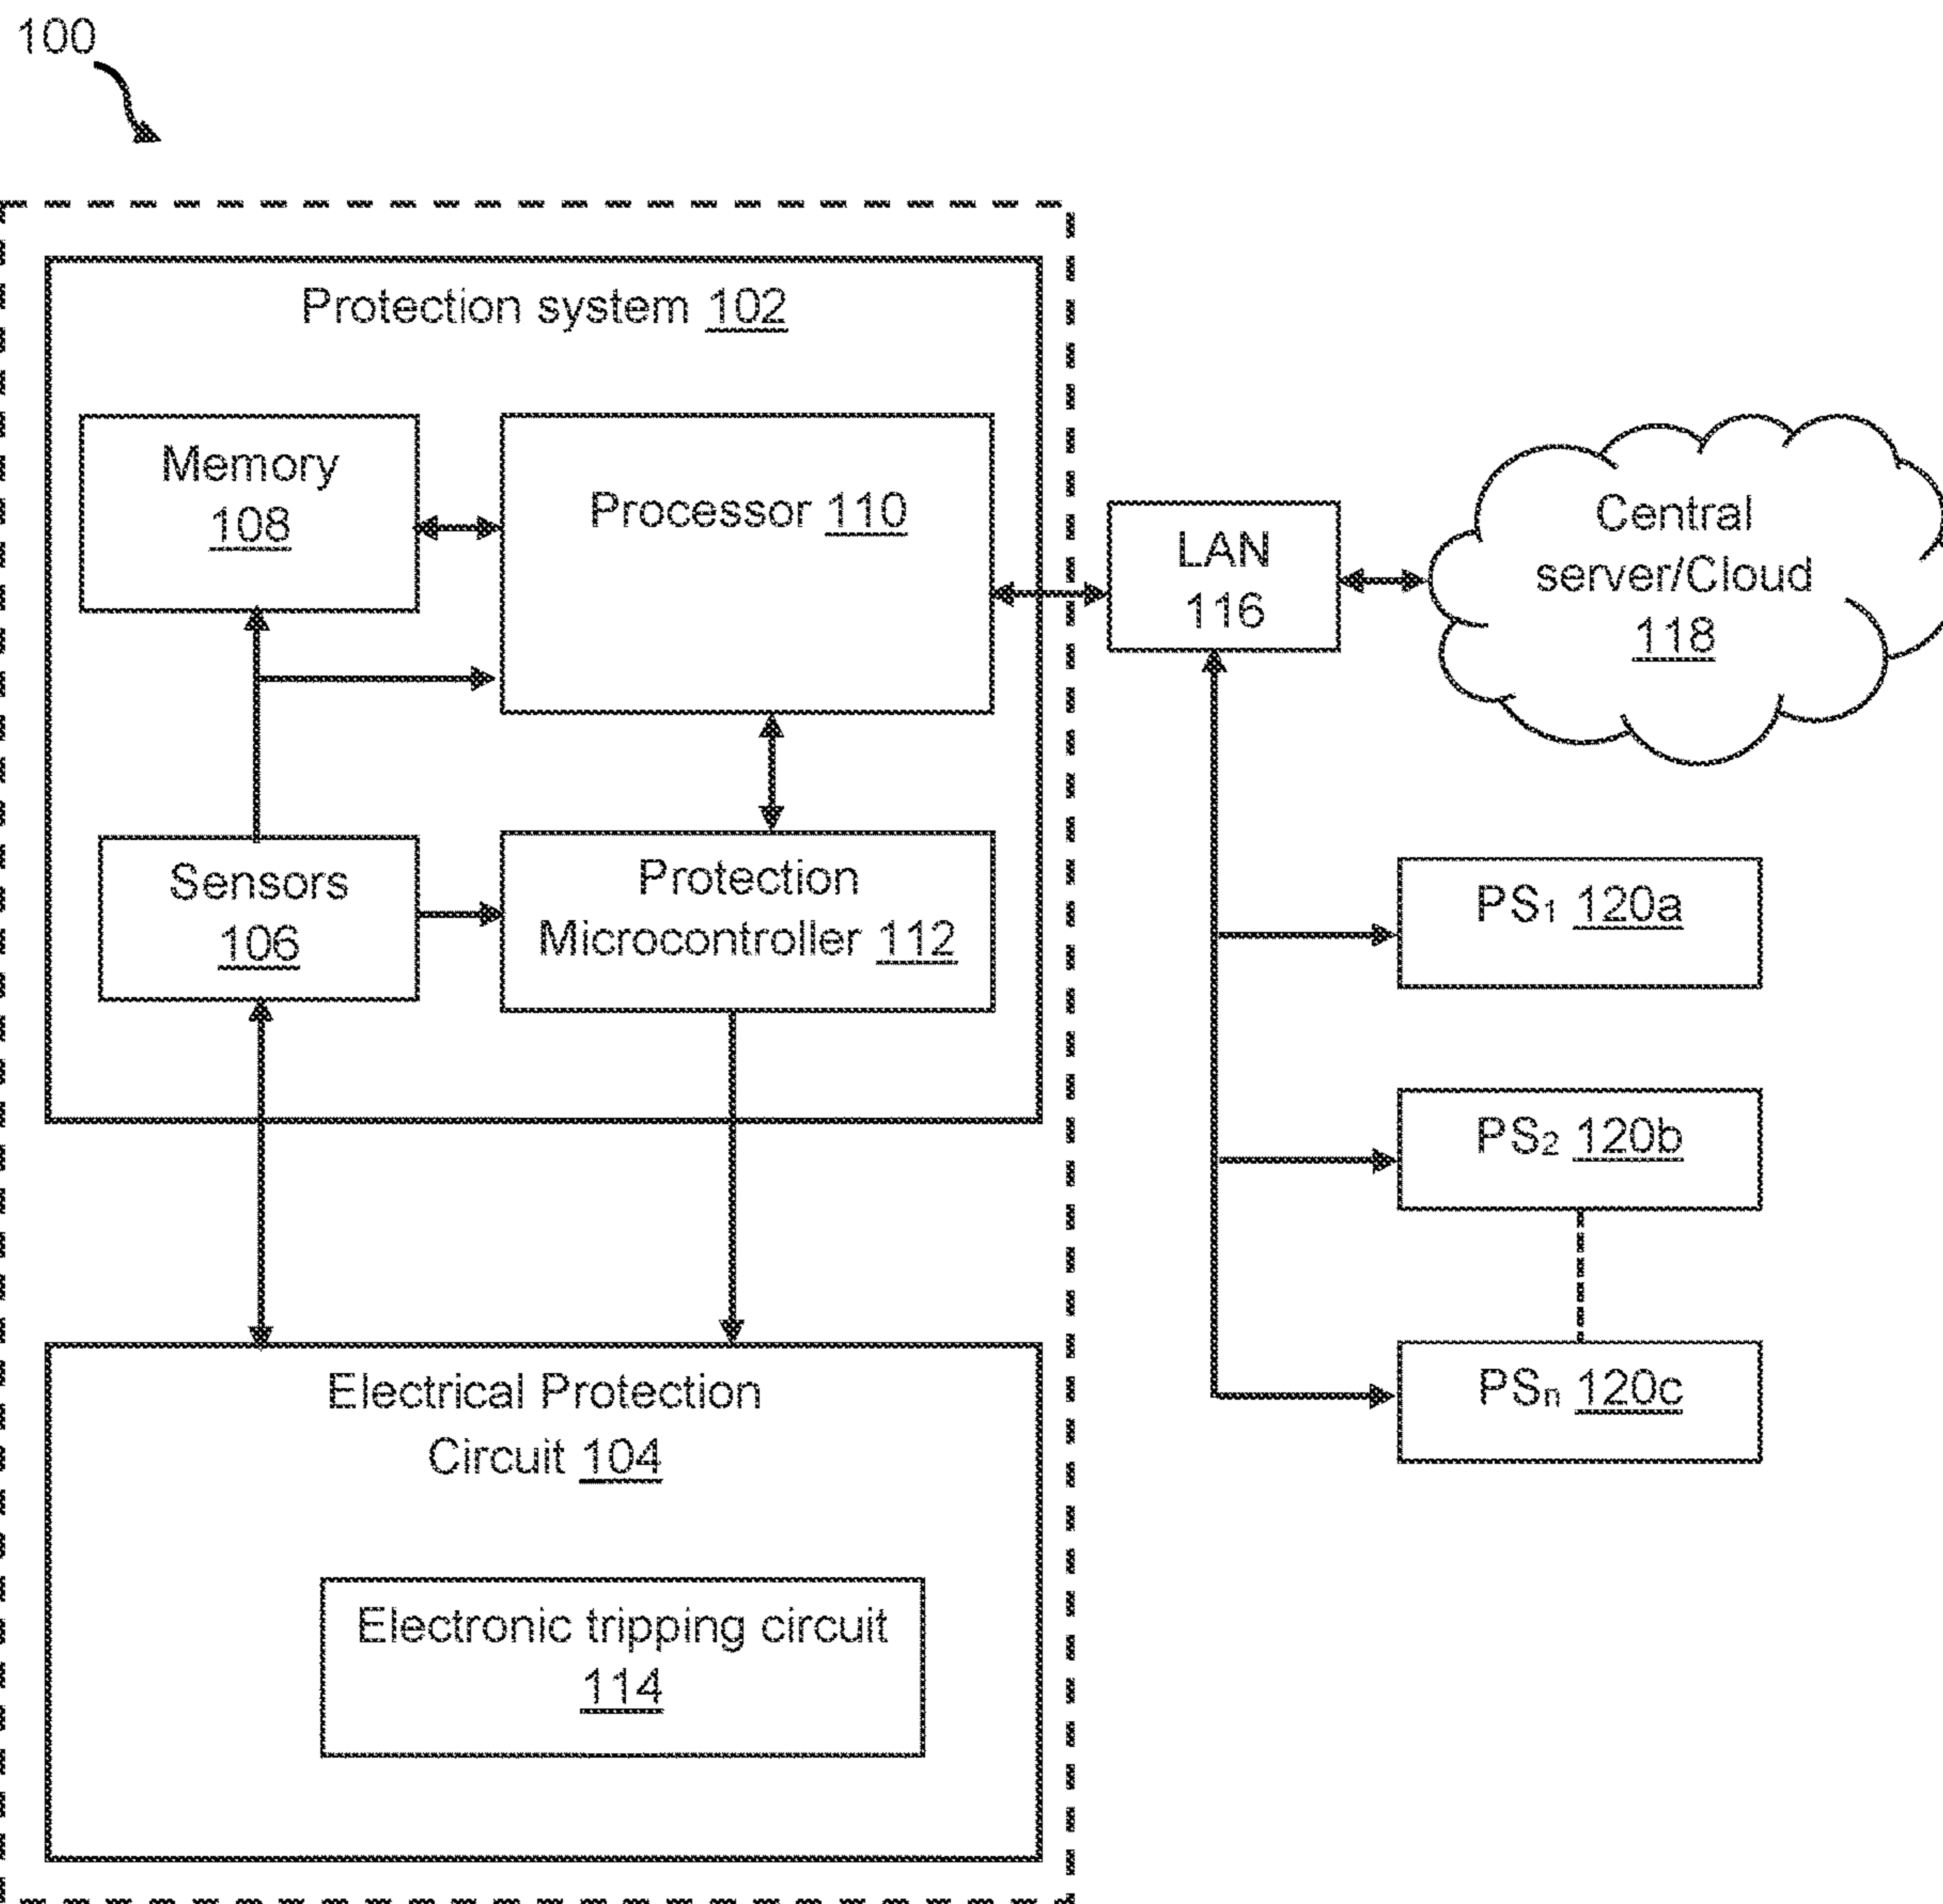 100
Protection system 102
Memory
108
Processor 110
LAN
116
Central
server/Cloud
118
Sensors
106
Protection
Microcontroller 112
PS1 120a
PS2 120b
PSn 120c
Electrical Protection
Circuit 104
Electronic tripping circuit
114